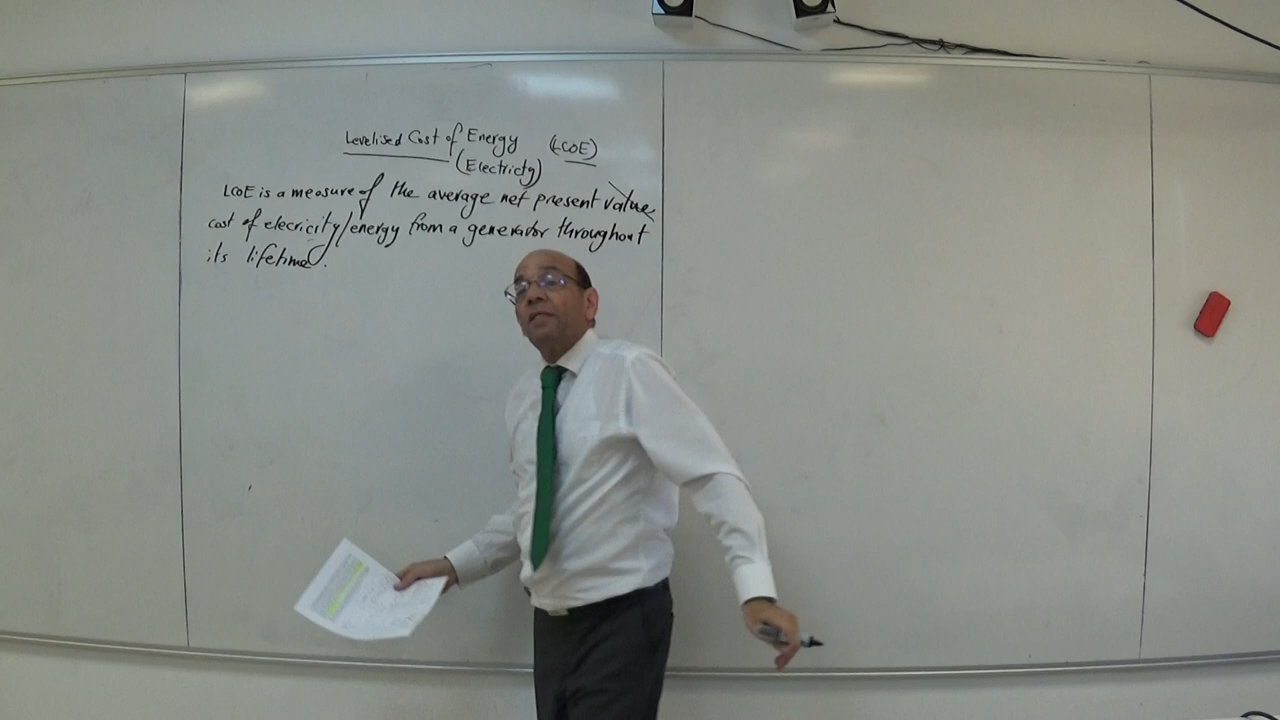 Levelised Cost of Energy (LCOE)
(Electricity)
LCOE is a measure of the average net present value
cost of elecricity/energy from a generator throughout
its lifetime.